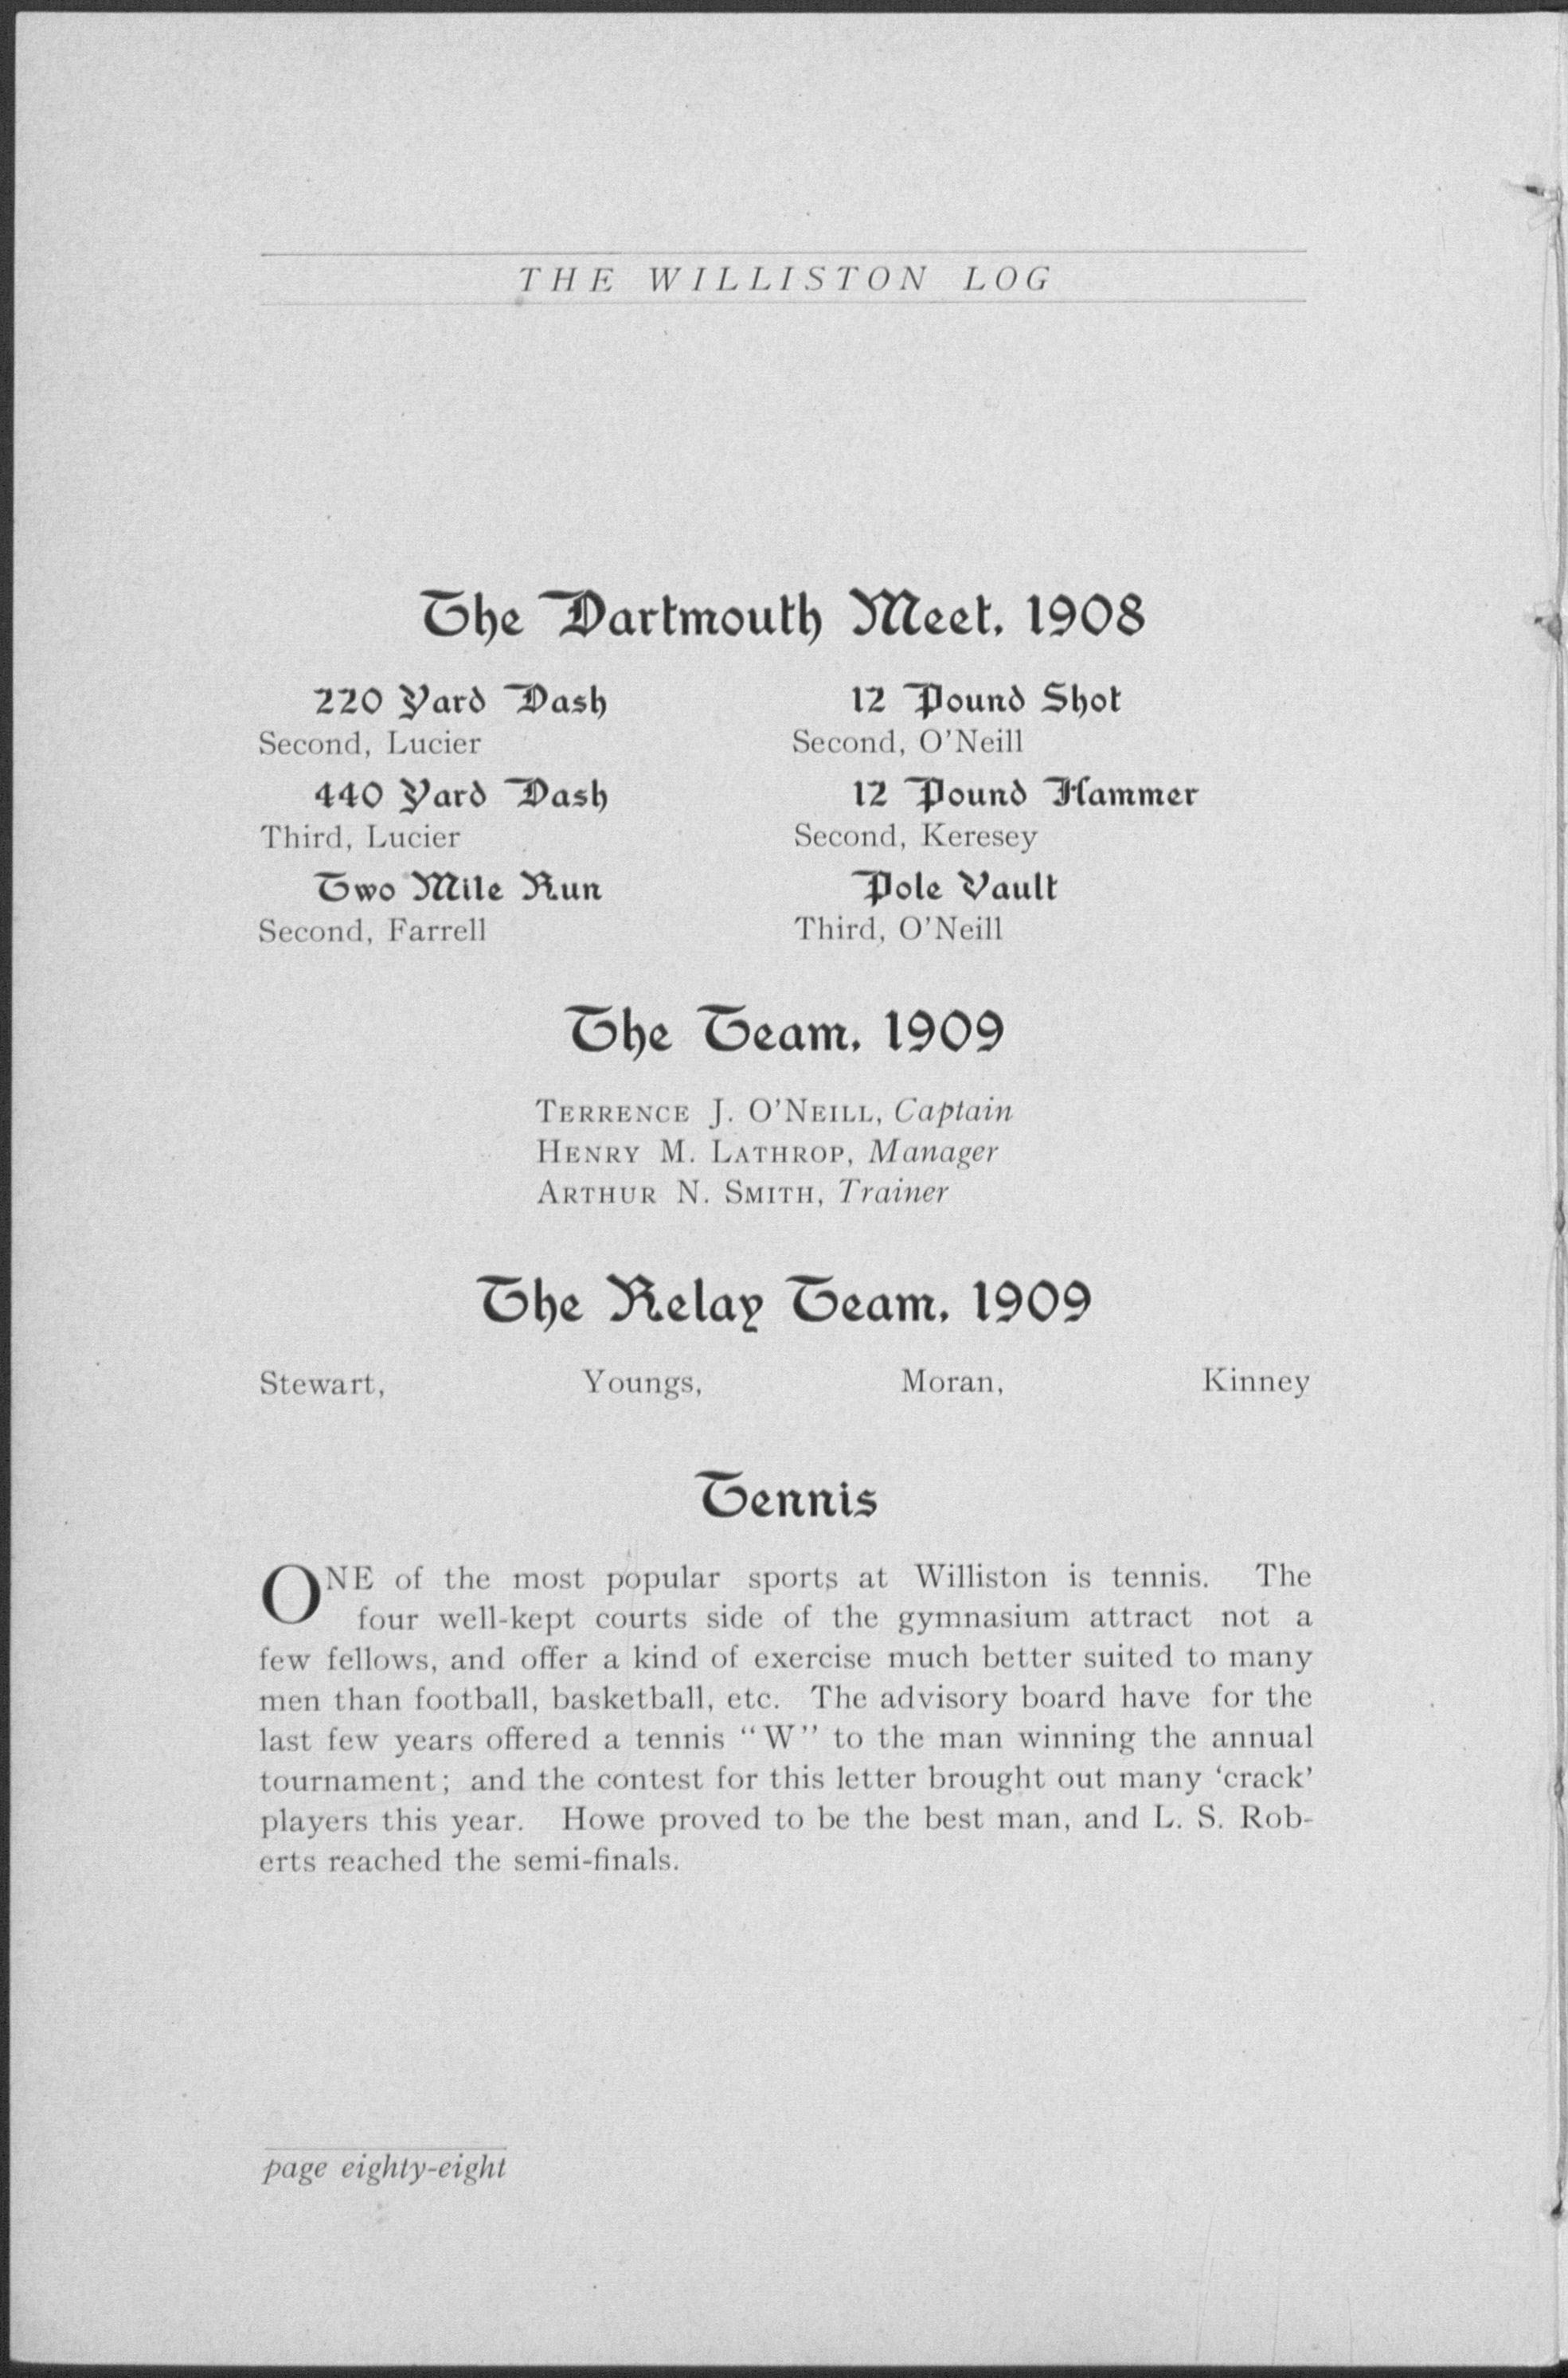 THE WILLISTON LOG
The Dartmouth Meet, 1908
220 Yard Dash
Second, Lucier
440 Yard Dash
Third, Lucier
Two Mile Run
Second, Farrell
12 Pound Shot
Second, O'Neill
12 Pound Hammer
Second, Keresey
Pole Vault
Third, O'Neill
The Team, 1909
TERRENCE J. O'NEILL, Captain
HENRY M. LATHROP, Manager
ARTHUR N. SMITH, Trainer
The Relay Team, 1909
Stewart, Youngs, Moran, Kinney
Tennis
ONE of the most popular sports at Williston is tennis. The
four well-kept courts side of the gymnasium attract not a
few fellows, and offer a kind of exercise much better suited to many
men than football, basketball, etc. The advisory board have for the
last few years offered a tennis "W" to the man winning the annual
tournament; and the contest for this letter brought out many 'crack'
players this year. Howe proved to be the best man, and L. S. Rob-
erts reached the semi-finals.
page eighty-eight